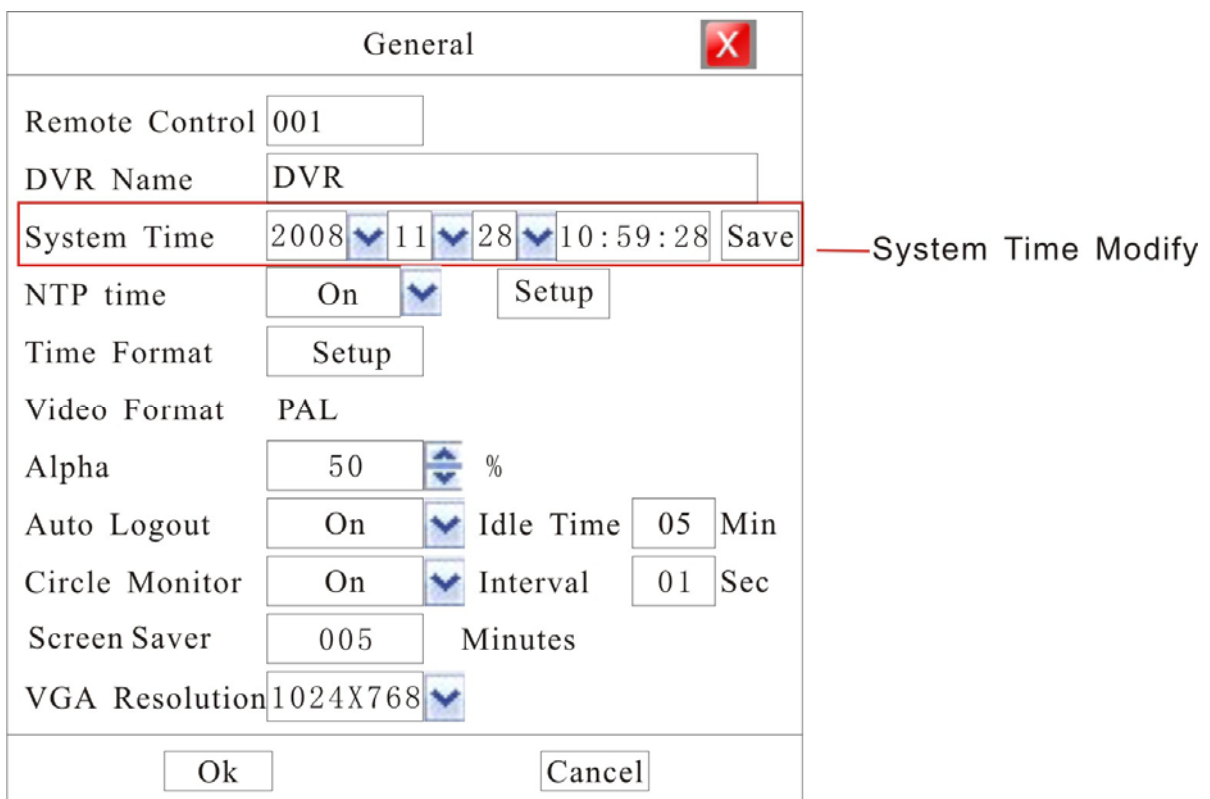 General X
Remote Control 001
DVR Name DVR
System Time 2008 11 28 10:59:28 Save System Time Modify
NTP time On Setup
Time Format Setup
Video Format PAL
Alpha 50 %
Auto Logout On Idle Time 05 Min
Circle Monitor On Interval 01 Sec
Screen Saver 005 Minutes
VGA Resolution 1024X768
Ok Cancel